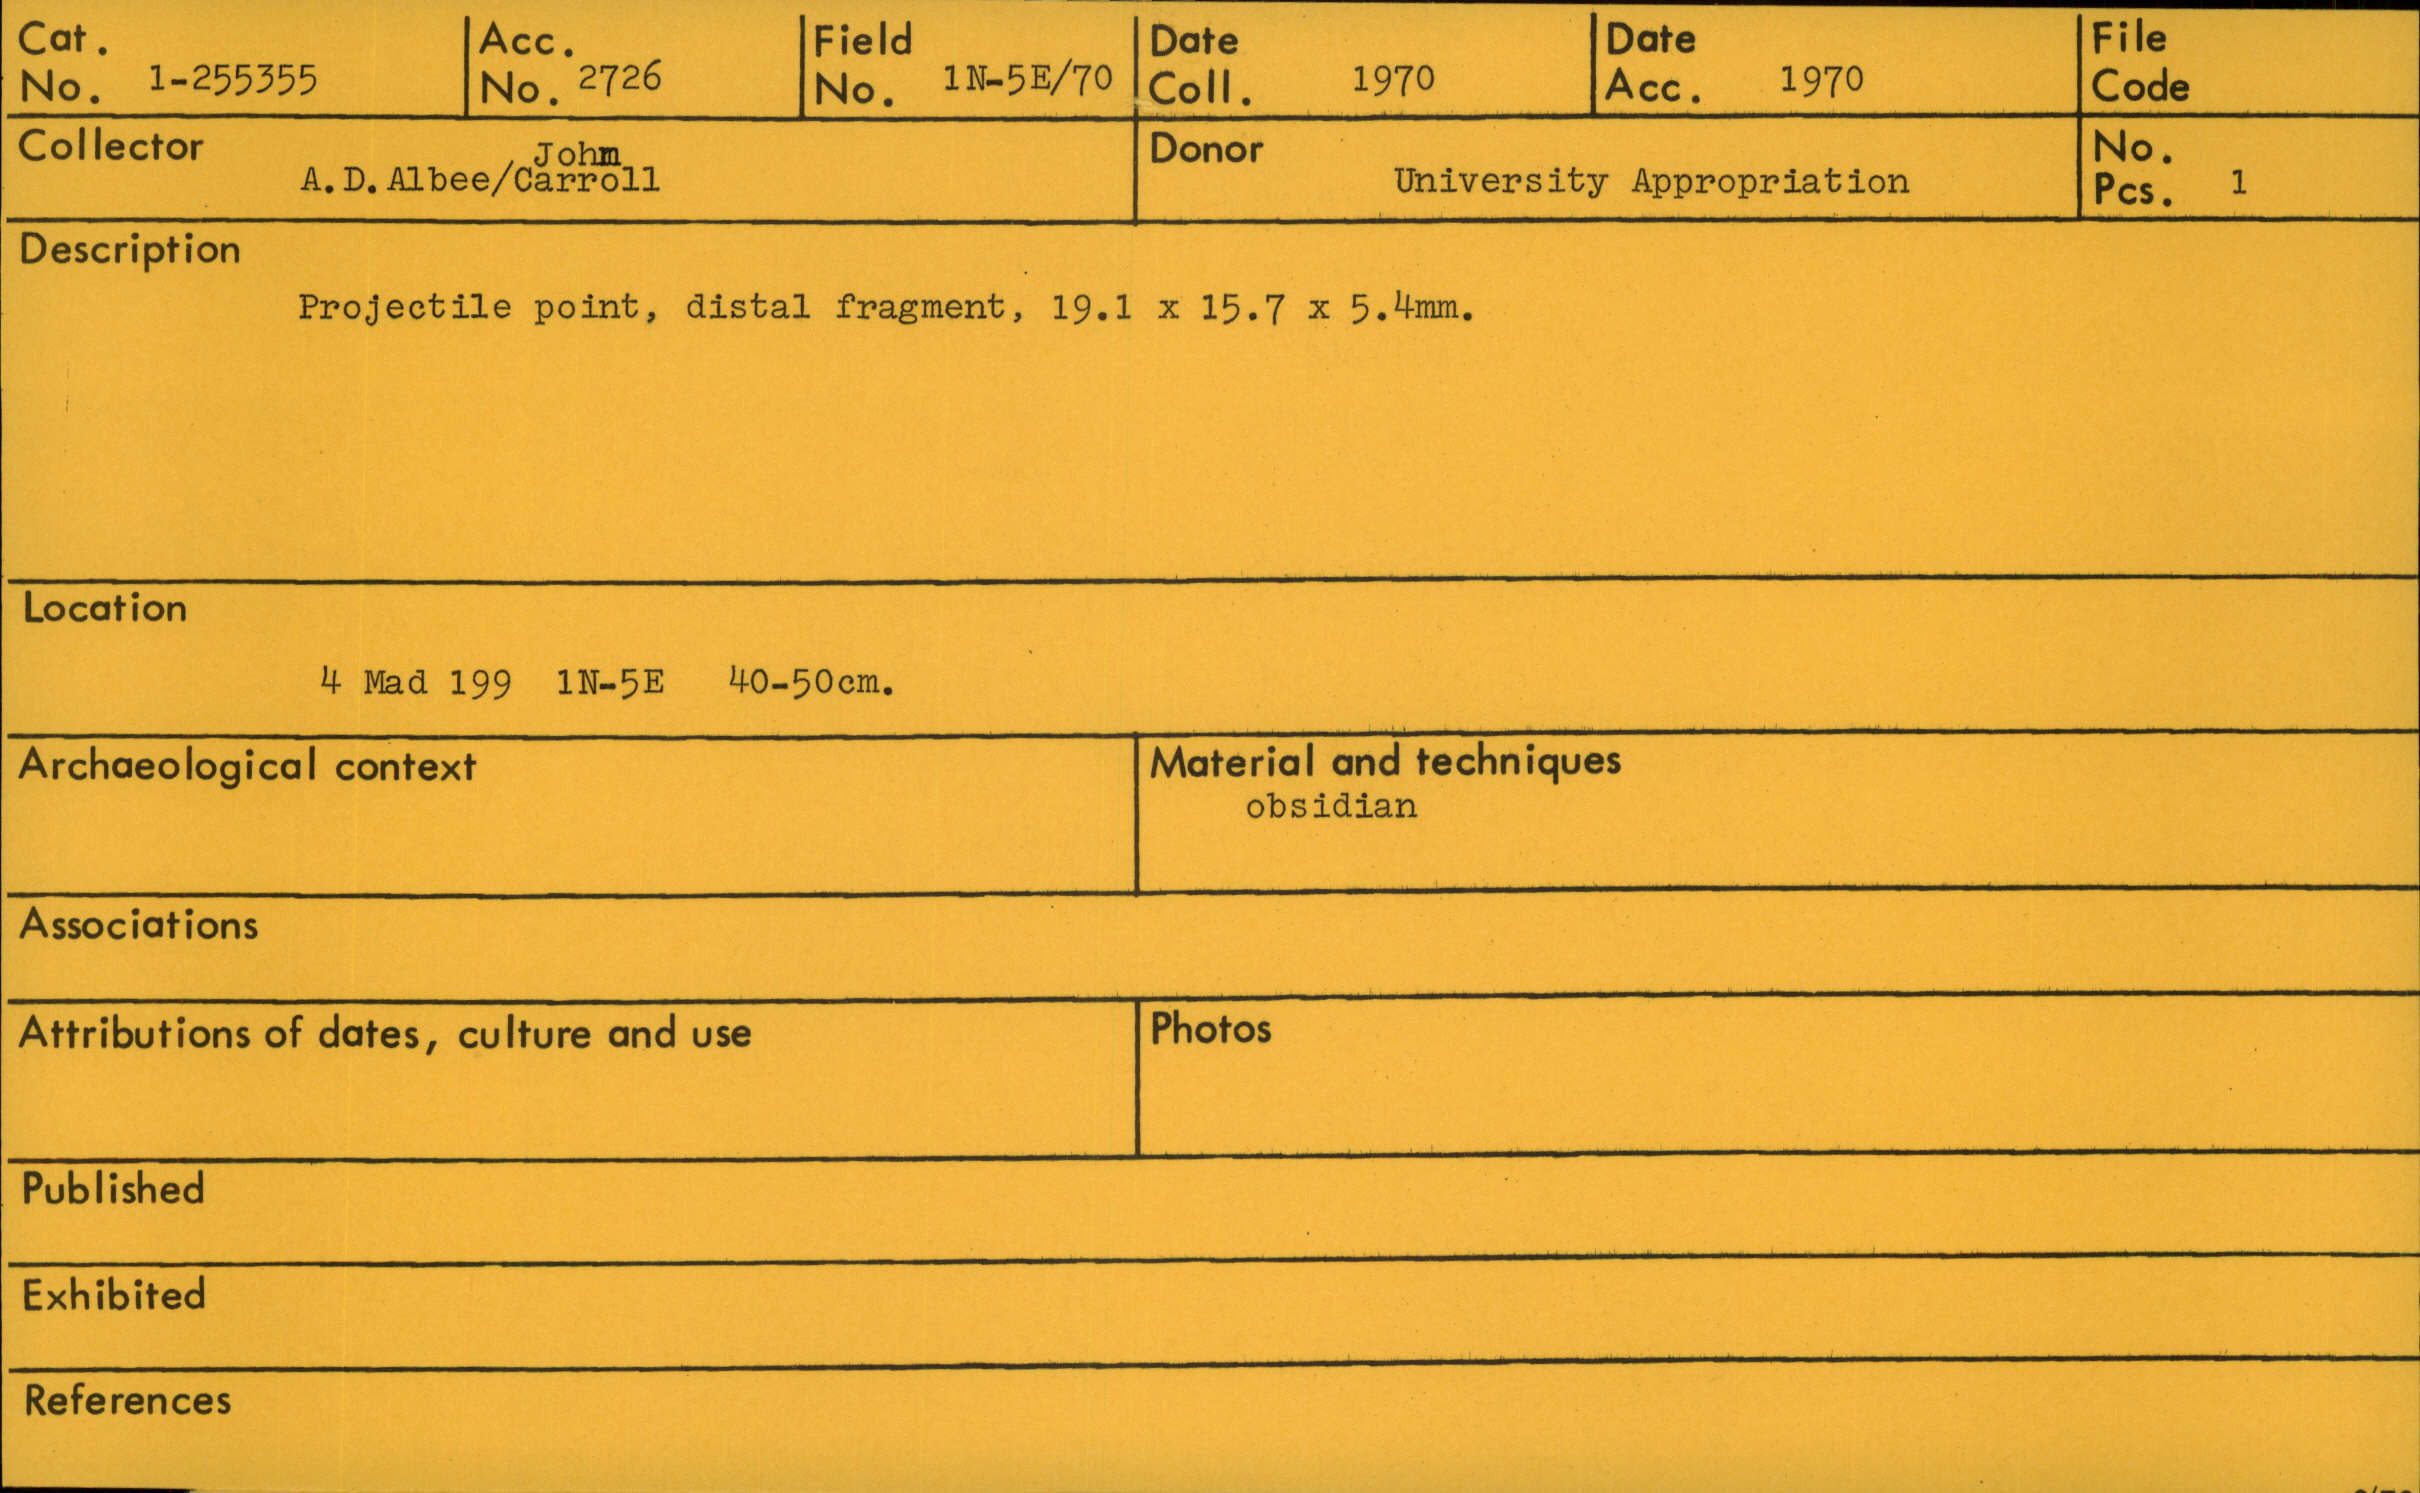 Cat. No. 1-255355
Acc. No. 2726
Field No. 1N-5E/70
Date Coll. 1970
Date Acc. 1970
File Code
Collector
John
A.D.Albee/Carroll
Donor
University Appropriation
No. Pcs. 1
Description
Projectile point, distal fragment, 19.1 x 15.7 x 5.4mm.
Location
4 Mad 199 1N-5E 40-50cm.
Archaeological context
Material and techniques
obsidian
Associations
Attributions of dates, culture and use
Photos
Published
Exhibited
References